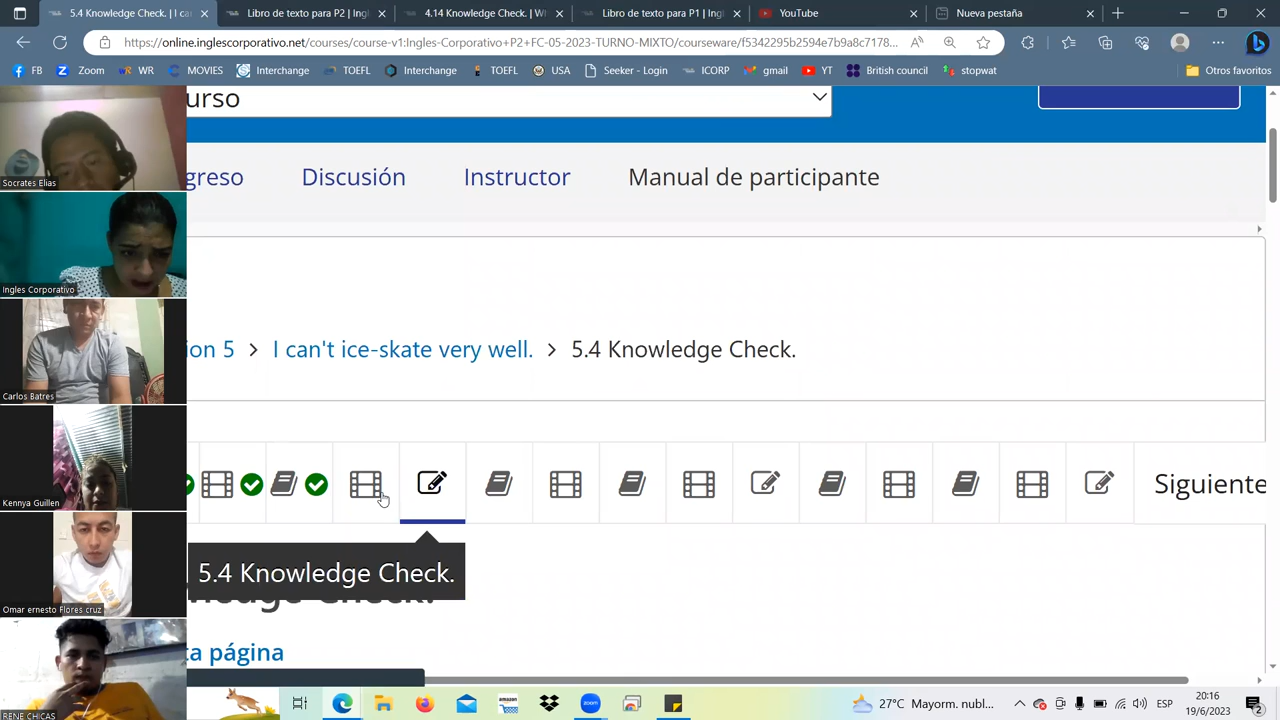 5.4 Knowledge Check. | I can
Libro de texto para P2 | Ingl
4.14 Knowledge Check. | W
Libro de texto para P1 | Ingl
YouTube
Nueva pestaña
https://online.inglescorporativo.net/courses/course-v1:Ingles-Corporativo+P2+FC-05-2023-TURNO-MIXTO/courseware/f5342295b2594e7b9a8c7178...
FB
Zoom
WR
MOVIES
Interchange
TOEFL
Interchange
TOEFL
USA
Seeker - Login
ICORP
gmail
YT
British council
stopwat
Otros favoritos
urso
greso
Discusión
Instructor
Manual de participante
ion 5 > I can't ice-skate very well. > 5.4 Knowledge Check.
Siguiente
5.4 Knowledge Check.
a página
Socrates Elias
Ingles Corporativo
Carlos Batres
Kennya Guillen
Omar ernesto Flores cruz
RENE CHICAS
27°C Mayorm. nubl...
ESP
20:16
19/6/2023
2